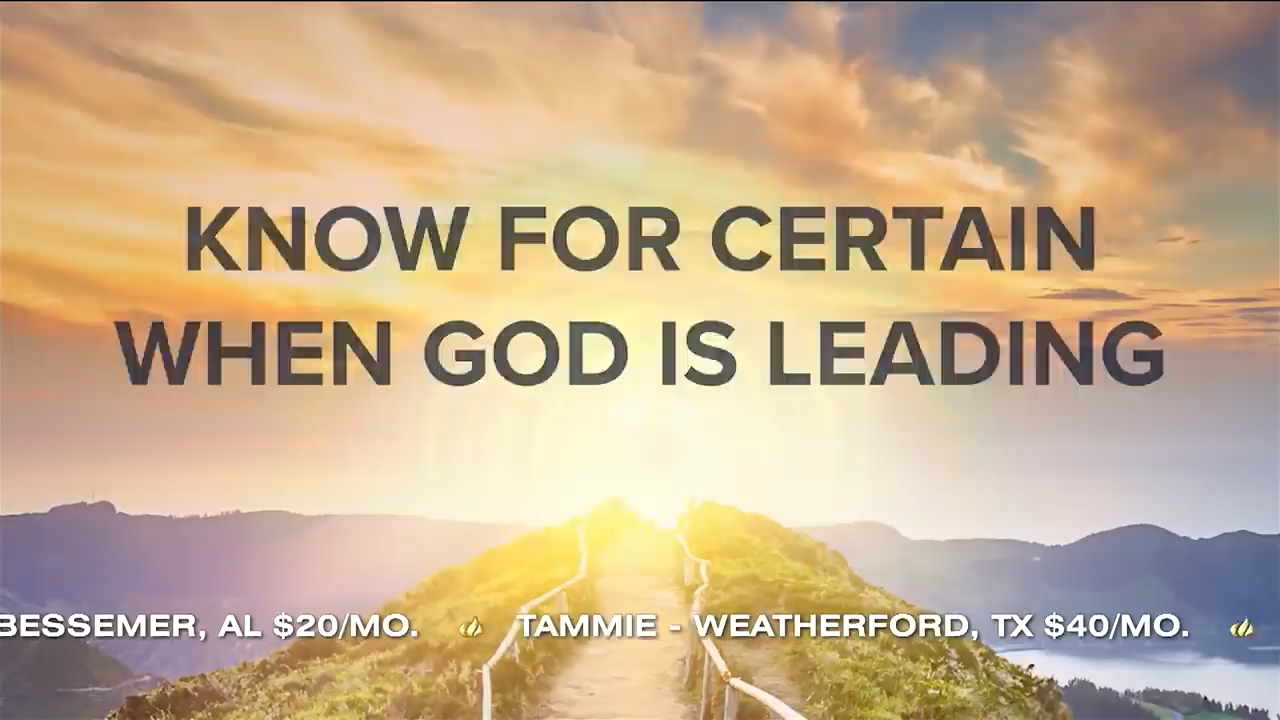 KNOW FOR CERTAIN
WHEN GOD IS LEADING
BESSEMER, AL $20/MO. TAMMIE - WEATHERFORD, TX $40/MO.